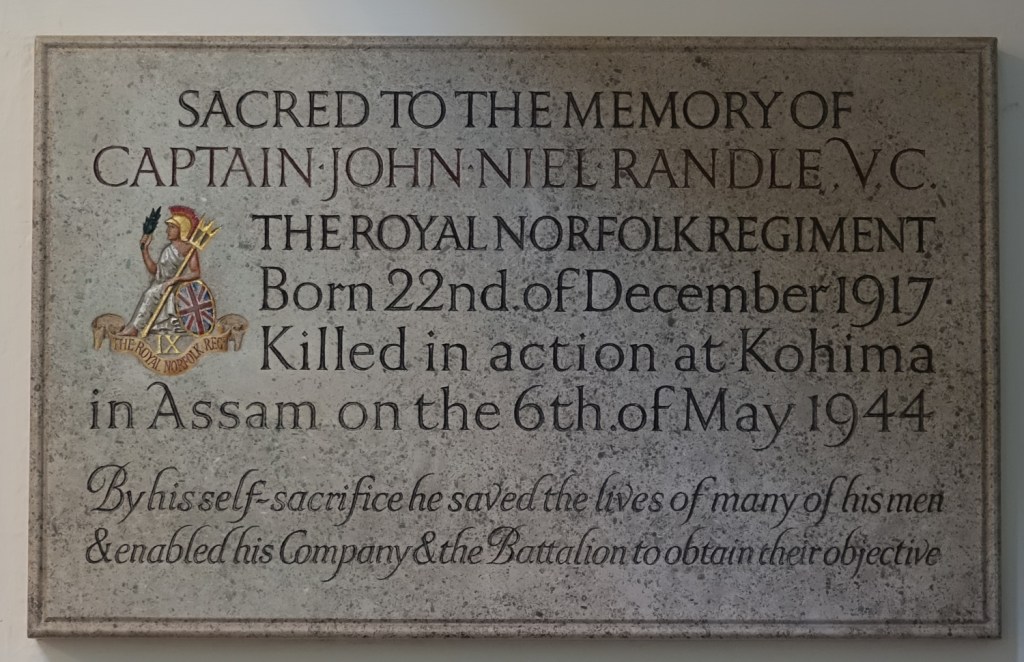 SACRED TO THE MEMORY OF
CAPTAIN·JOHN·NIEL·RANDLE, V.C.
THE ROYAL NORFOLK REGIMENT
Born 22nd. of December 1917
IX
THE ROYAL NORFOLK REGT
Killed in action at Kohima
in Assam on the 6th. of May 1944
By his self-sacrifice he saved the lives of many of his men
& enabled his Company & the Battalion to obtain their objective